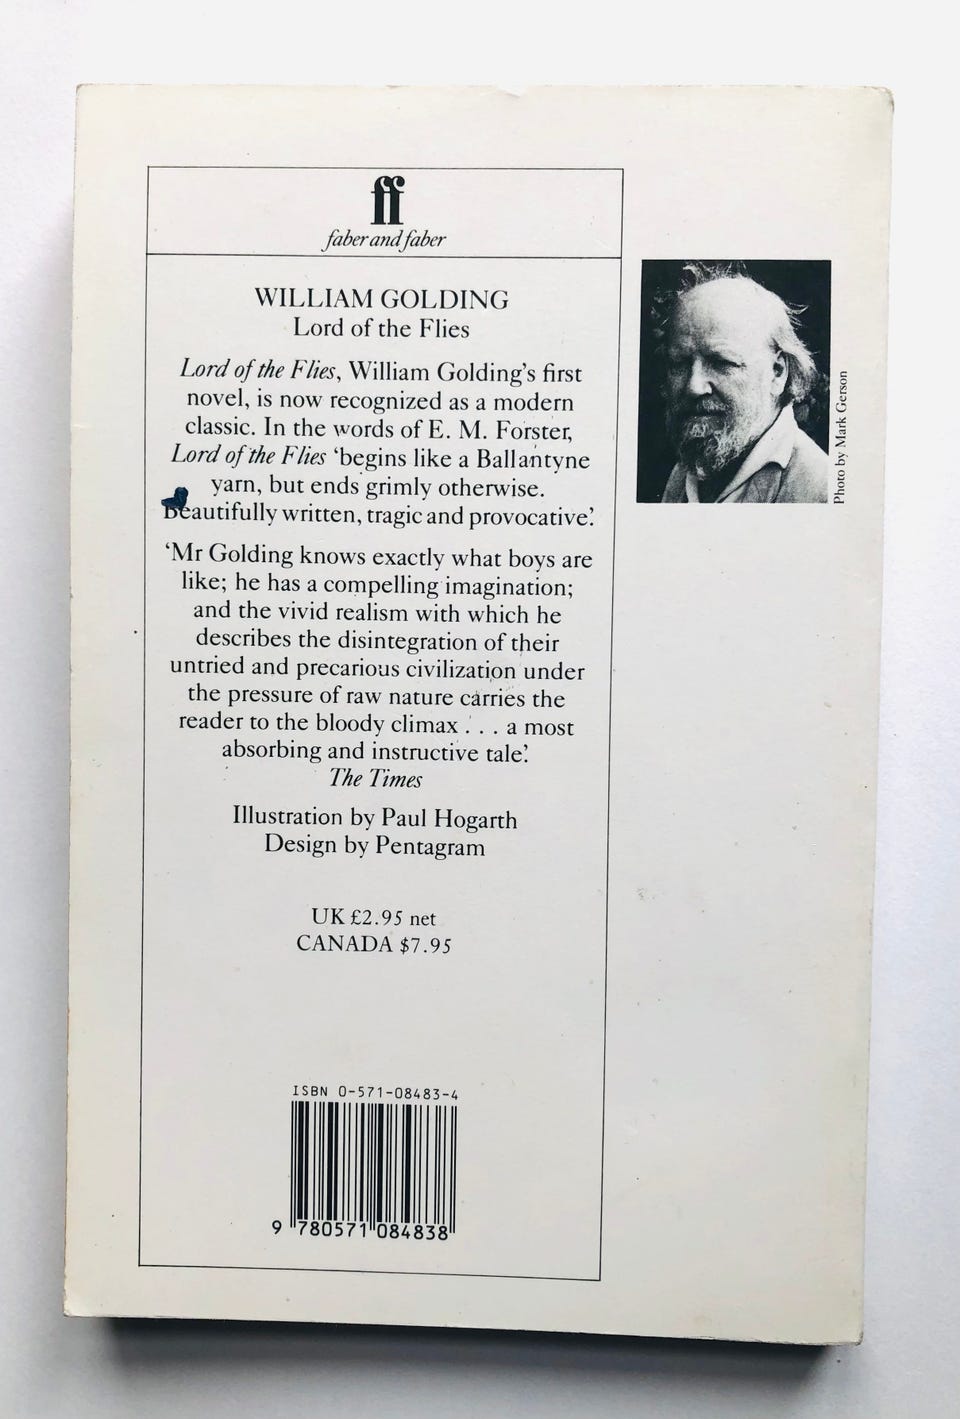 ff
faber and faber
WILLIAM GOLDING
Lord of the Flies
Lord of the Flies, William Golding's first
novel, is now recognized as a modern
classic. In the words of E. M. Forster,
Lord of the Flies ‘begins like a Ballantyne
yarn, but ends grimly otherwise.
Beautifully written, tragic and provocative’.
‘Mr Golding knows exactly what boys are
like; he has a compelling imagination;
and the vivid realism with which he
describes the disintegration of their
untried and precarious civilization under
the pressure of raw nature carries the
reader to the bloody climax . . . a most
absorbing and instructive tale’.
The Times
Illustration by Paul Hogarth
Design by Pentagram
UK £2.95 net
CANADA $7.95
ISBN 0-571-08483-4
9 780571 084838
Photo by Mark Gerson